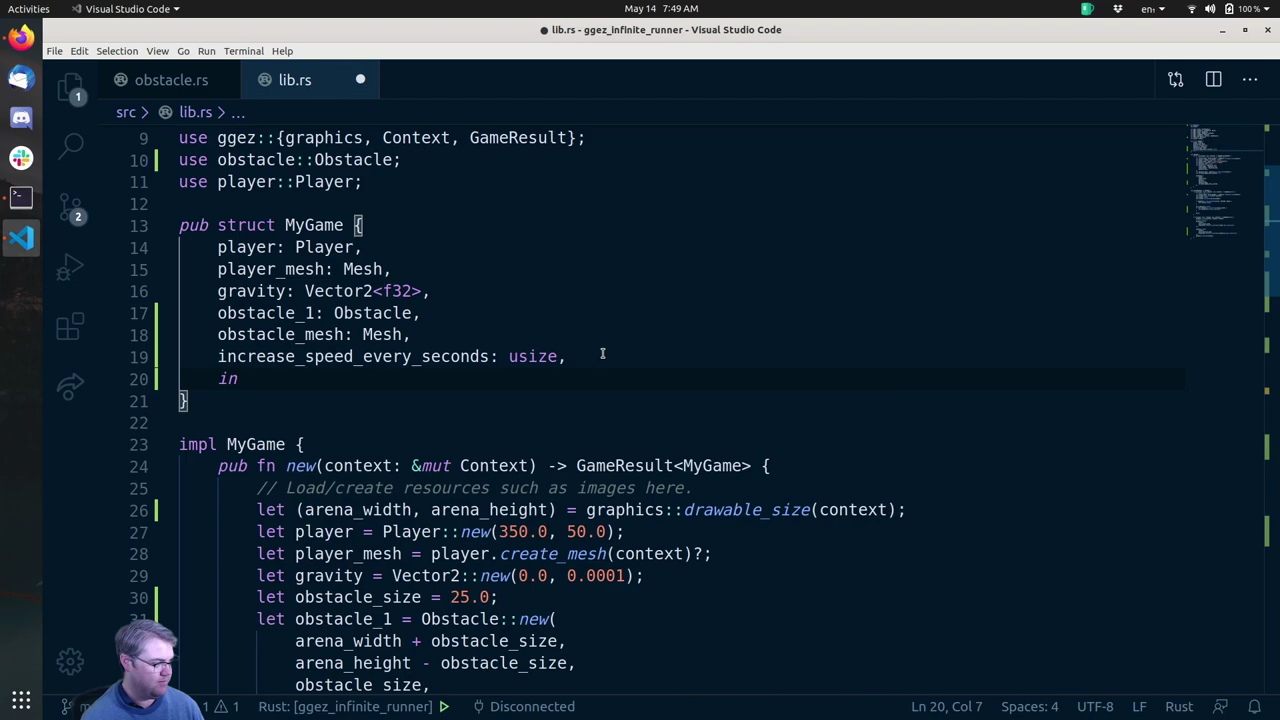 Activities
Visual Studio Code
May 14 7:49 AM
en
100 %
lib.rs - ggez_infinite_runner - Visual Studio Code
File Edit Selection View Go Run Terminal Help
obstacle.rs
lib.rs
src > lib.rs > ...
9 use ggez::{graphics, Context, GameResult};
10 use obstacle::Obstacle;
11 use player::Player;
12
13 pub struct MyGame {
14 player: Player,
15 player_mesh: Mesh,
16 gravity: Vector2<f32>,
17 obstacle_1: Obstacle,
18 obstacle_mesh: Mesh,
19 increase_speed_every_seconds: usize,
20 in
21 }
22
23 impl MyGame {
24 pub fn new(context: &mut Context) -> GameResult<MyGame> {
25 // Load/create resources such as images here.
26 let (arena_width, arena_height) = graphics::drawable_size(context);
27 let player = Player::new(350.0, 50.0);
28 let player_mesh = player.create_mesh(context)?;
29 let gravity = Vector2::new(0.0, 0.0001);
30 let obstacle_size = 25.0;
31 let obstacle_1 = Obstacle::new(
arena_width + obstacle_size,
arena_height - obstacle_size,
obstacle_size,
1
2
1 1 Rust: [ggez_infinite_runner] Disconnected Ln 20, Col 7 Spaces: 4 UTF-8 LF Rust